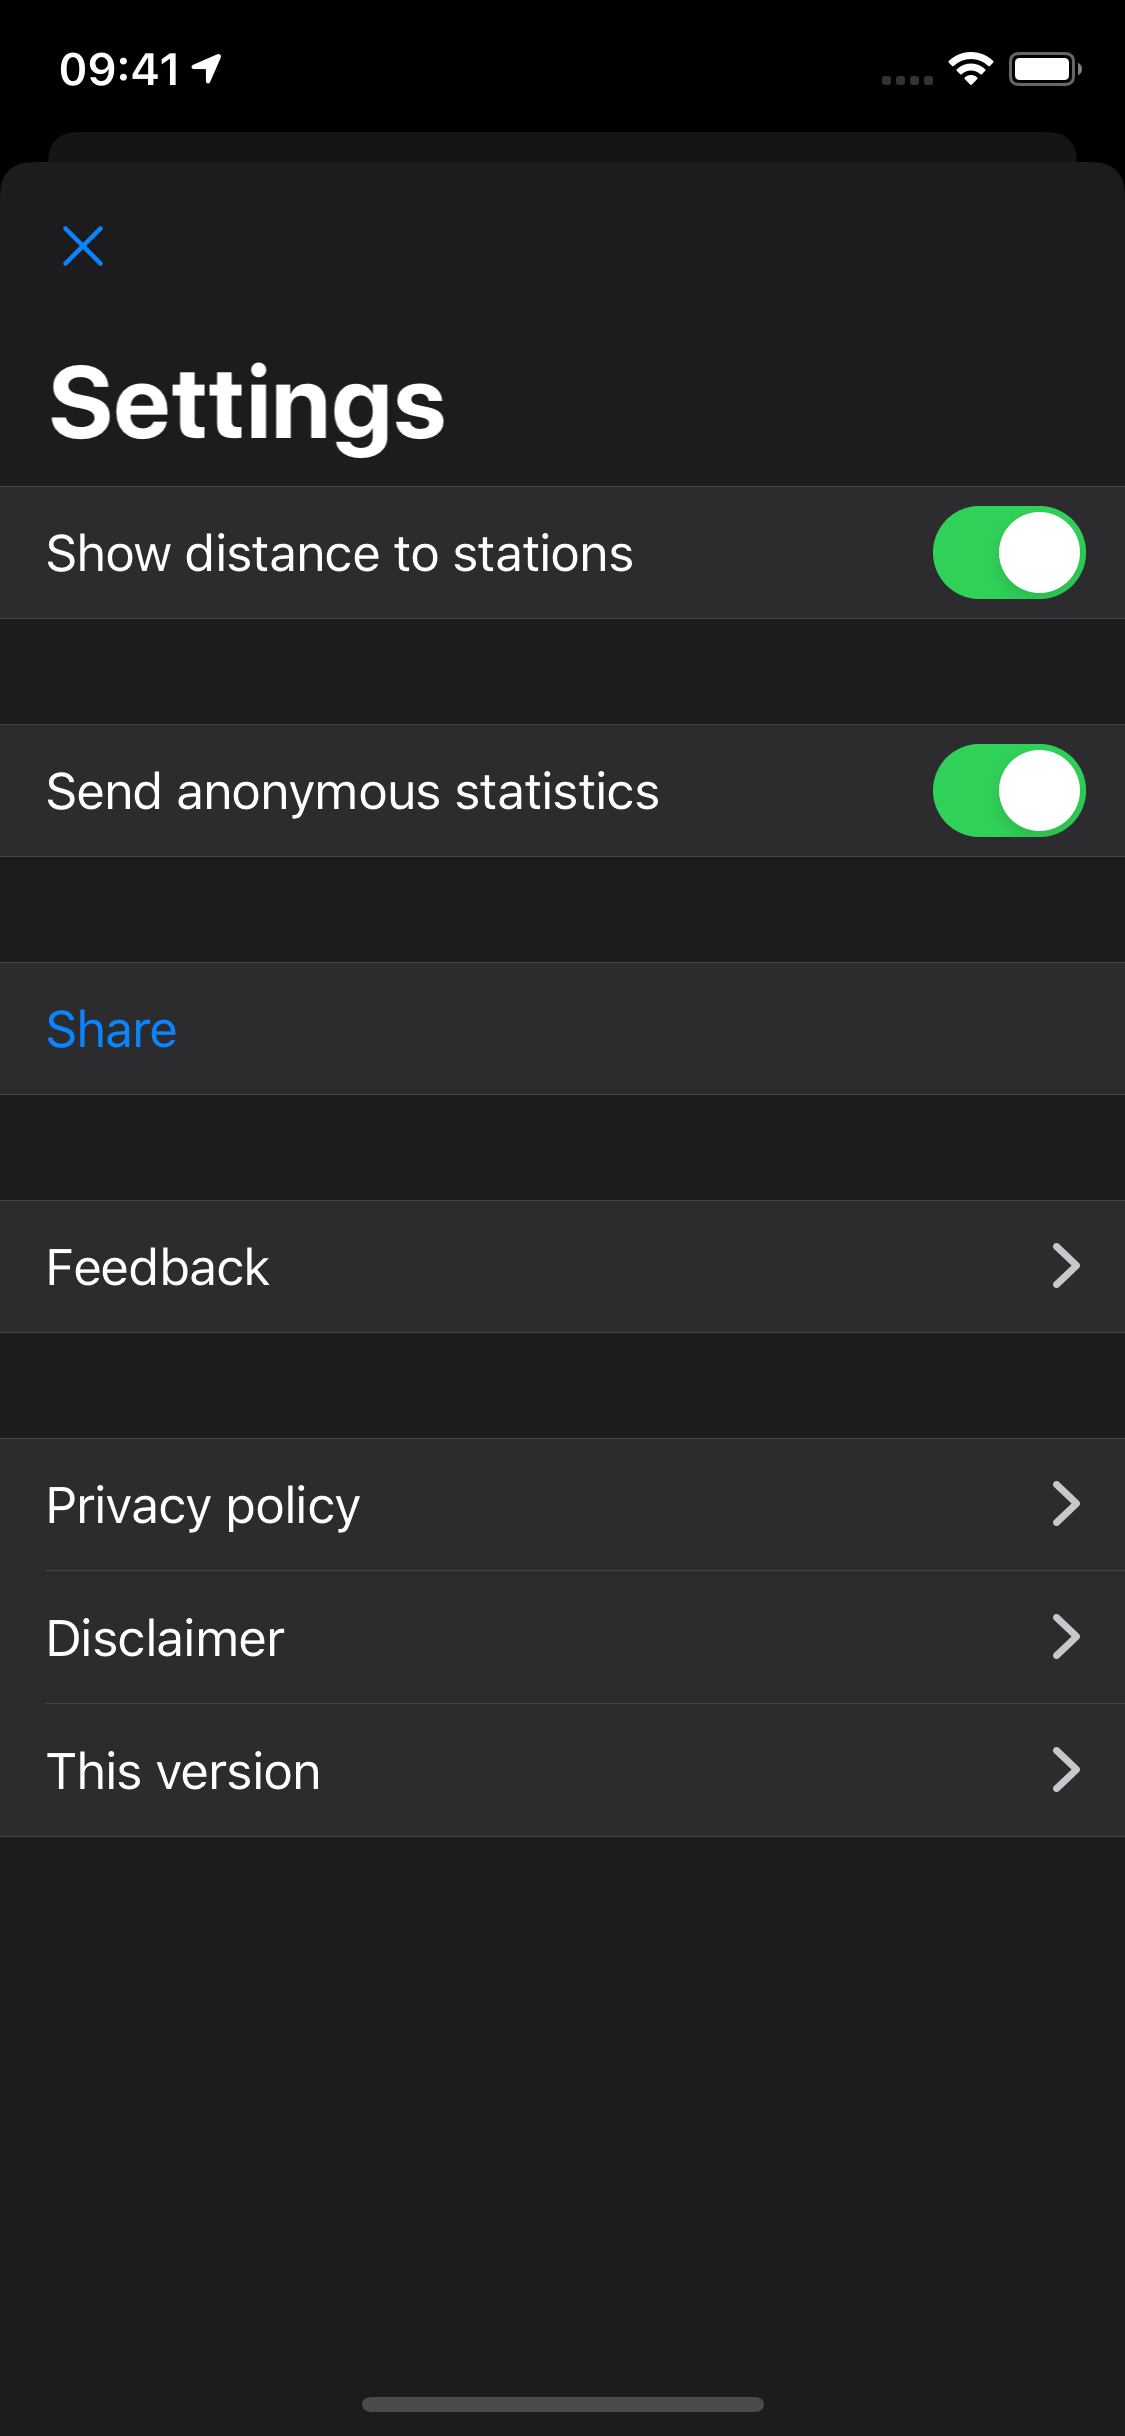 09:41
Settings
Show distance to stations
Send anonymous statistics
Share
Feedback
Privacy policy
Disclaimer
This version